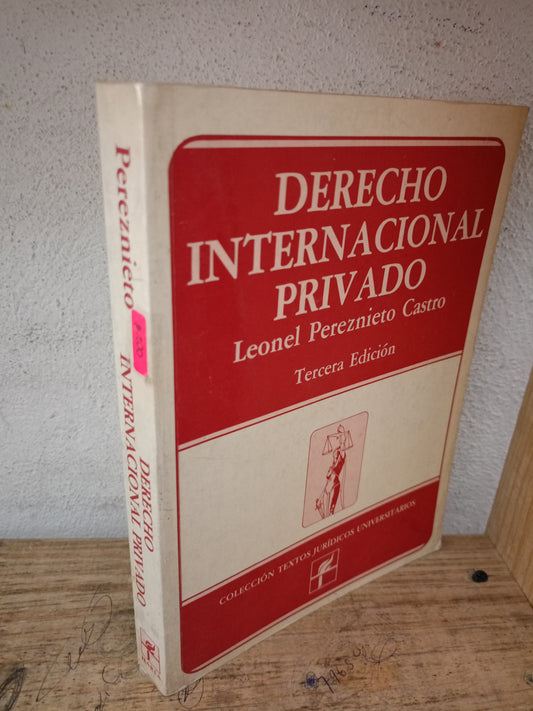 DERECHO
INTERNACIONAL
PRIVADO
Leonel Pereznieto Castro
Tercera Edición
COLECCIÓN TEXTOS JURÍDICOS UNIVERSITARIOS
Pereznieto
DERECHO
INTERNACIONAL PRIVADO